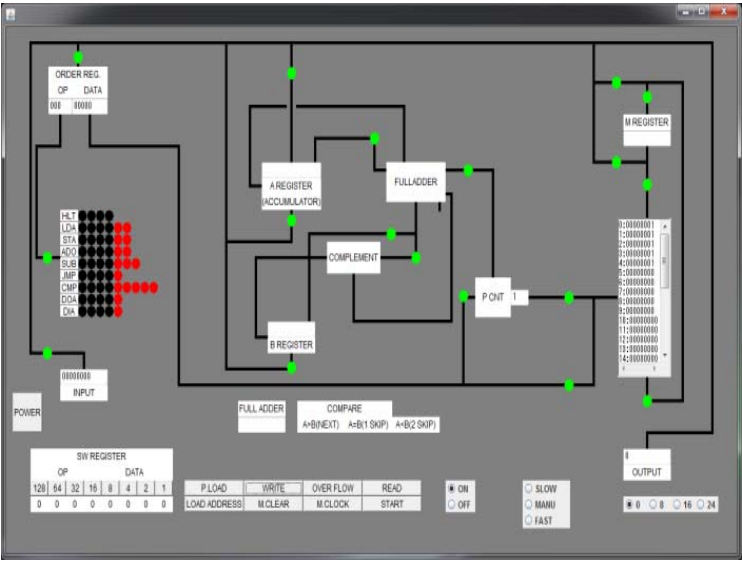 ORDER REG.
OP DATA
000 00000
M REGISTER
A REGISTER
(ACCUMULATOR)
FULLADDER
HLT
LDA
STA
ADD
SUB
JMP
CMP
DOA
DIA
COMPLEMENT
0:00000001
1:00000001
2:00000001
3:00000001
4:00000001
5:00000000
6:00000000
7:00000000
8:00000000
9:00000000
10:00000000
11:00000000
12:00000000
13:00000000
14:00000000
P CNT 1
B REGISTER
00000000
INPUT
POWER
FULL ADDER
COMPARE
A>B(NEXT) A=B(1 SKIP) A<B(2 SKIP)
SW REGISTER
OP DATA
128 64 32 16 8 4 2 1
0 0 0 0 0 0 0 0
P.LOAD WRITE OVER FLOW READ
LOAD ADDRESS M.CLEAR M.CLOCK START
ON
OFF
SLOW
MANU
FAST
0
OUTPUT
0 8 16 24